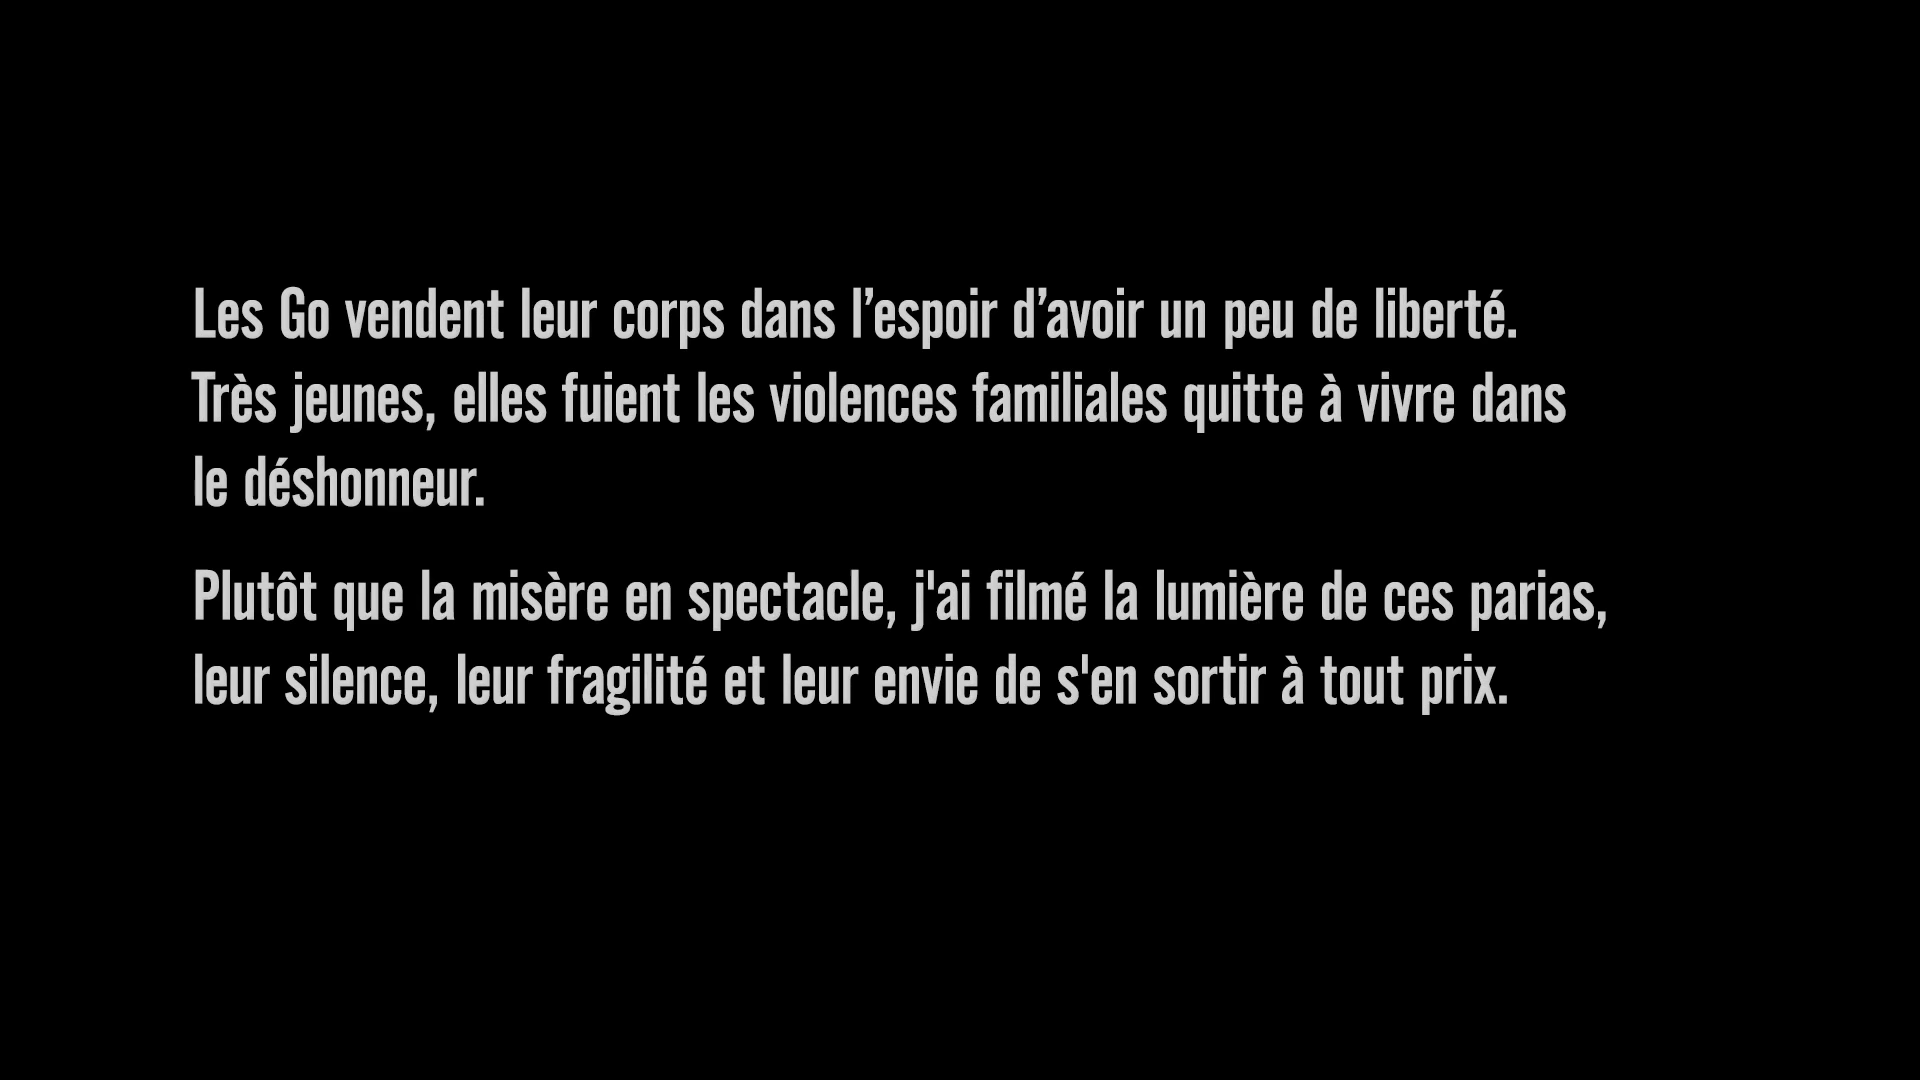 Les Go vendent leur corps dans l’espoir d’avoir un peu de liberté.
Très jeunes, elles fuient les violences familiales quitte à vivre dans
le déshonneur.
Plutôt que la misère en spectacle, j'ai filmé la lumière de ces parias,
leur silence, leur fragilité et leur envie de s'en sortir à tout prix.